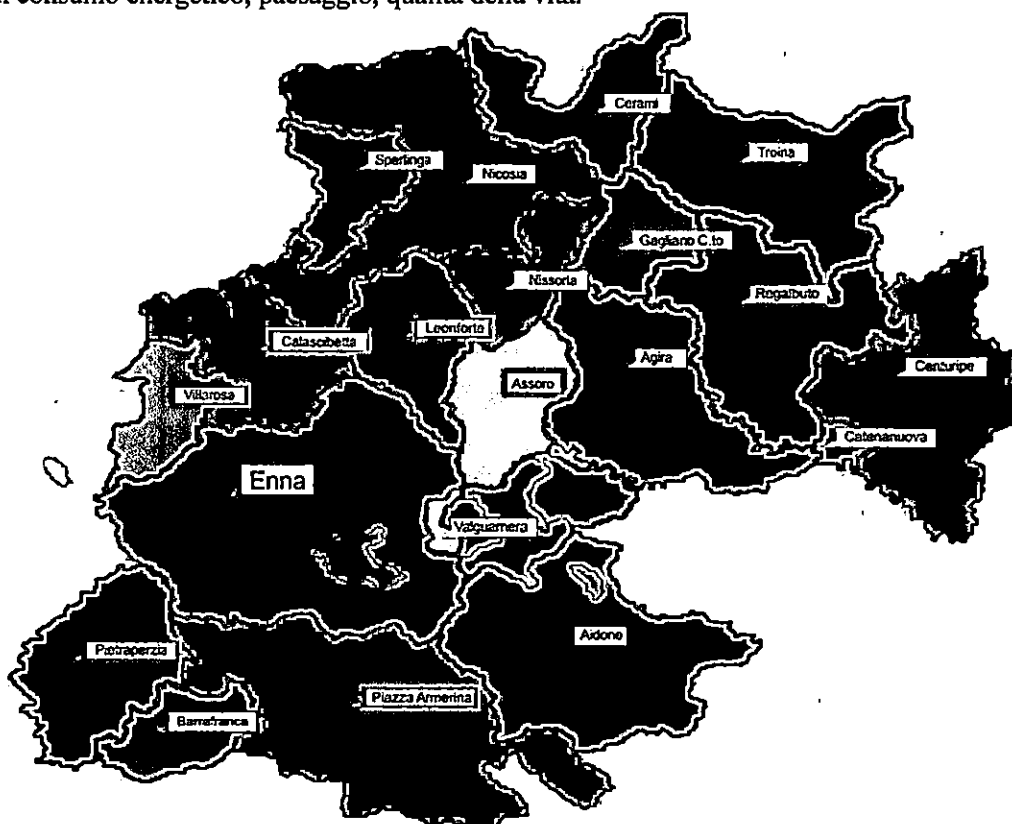 consumo energetico, paesaggio, qualità della vita.
Cerami
Troina
Sperlinga
Nicosia
Gagliano C.to
Nissoria
Regalbuto
Leonforte
Calascibetta
Agira
Centuripe
Assoro
Villarosa
Catenanuova
Enna
Valguarnera
Aidone
Pietraperzia
Piazza Armerina
Barrafranca